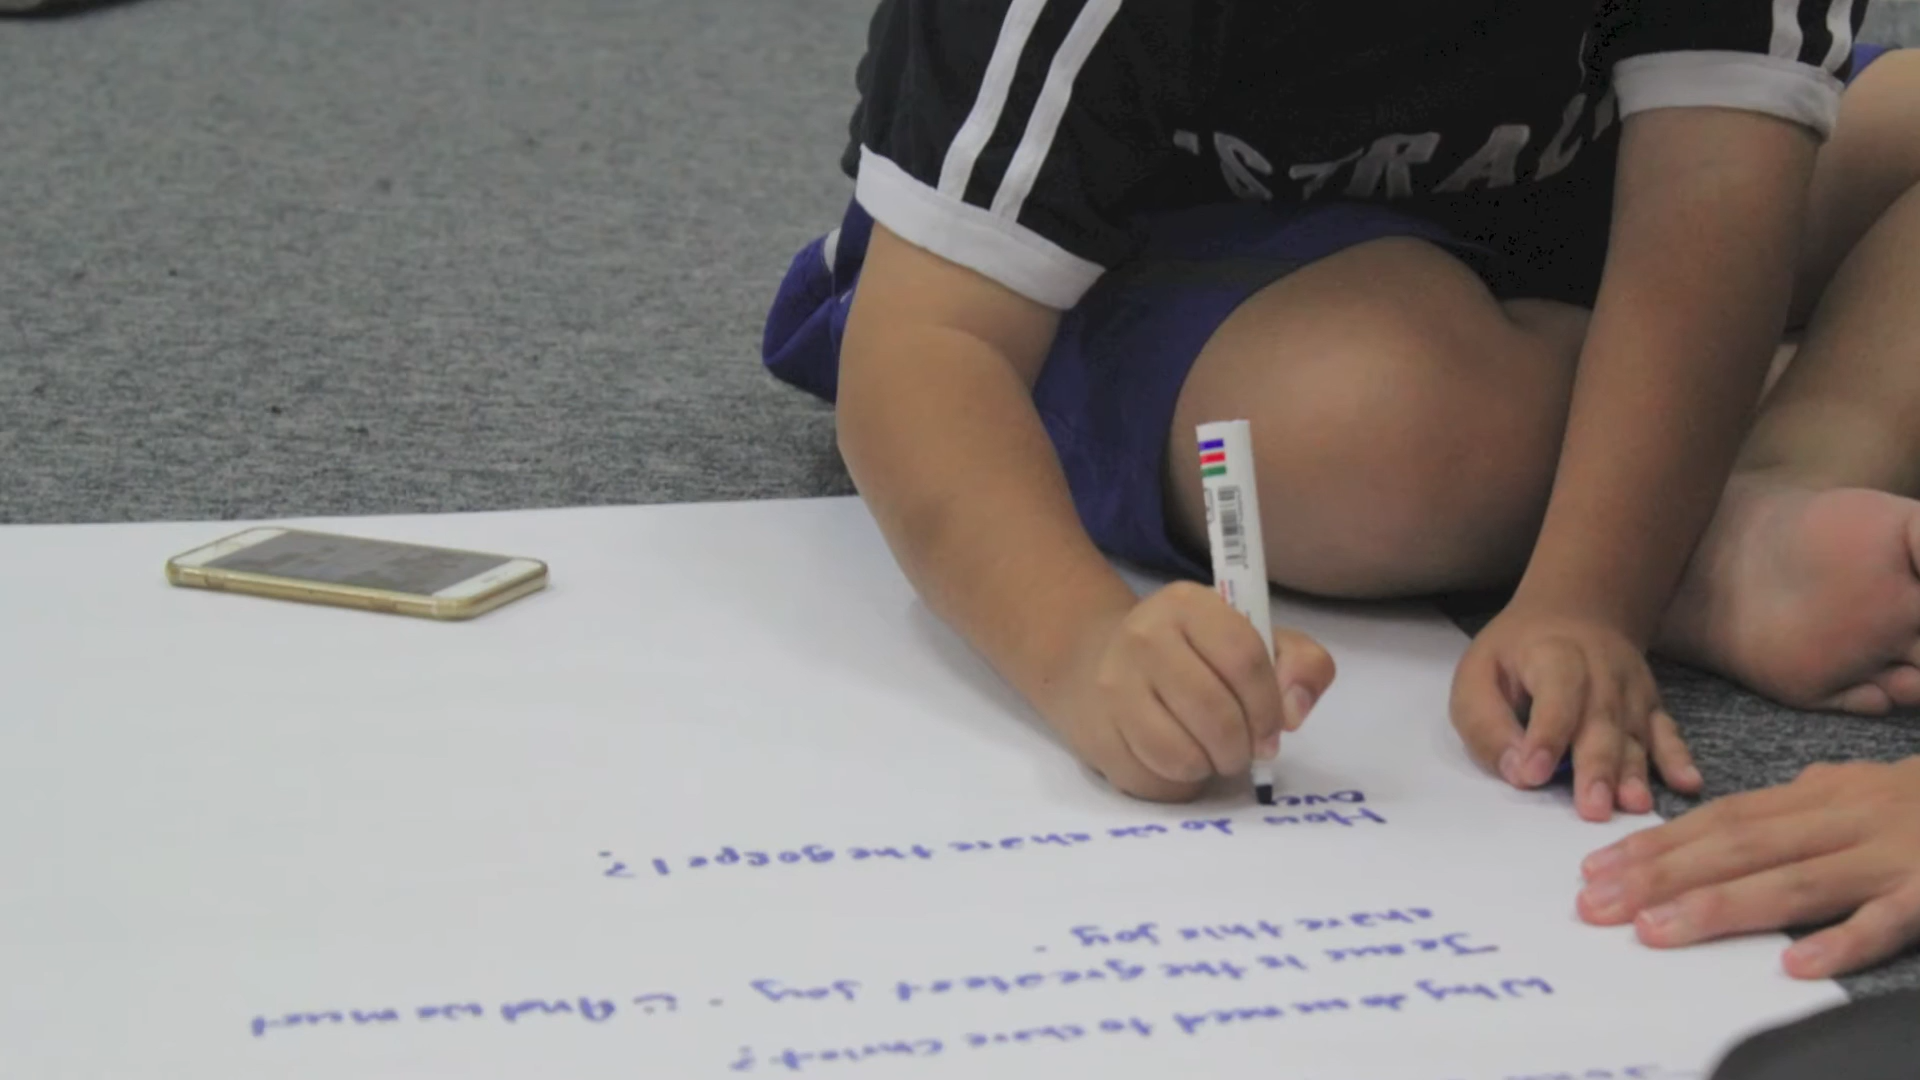 Why do we need to share Christ?
Jesus is the greatest joy. :) And we must
share this joy.
How do we share the gospel?
Our
STRAL